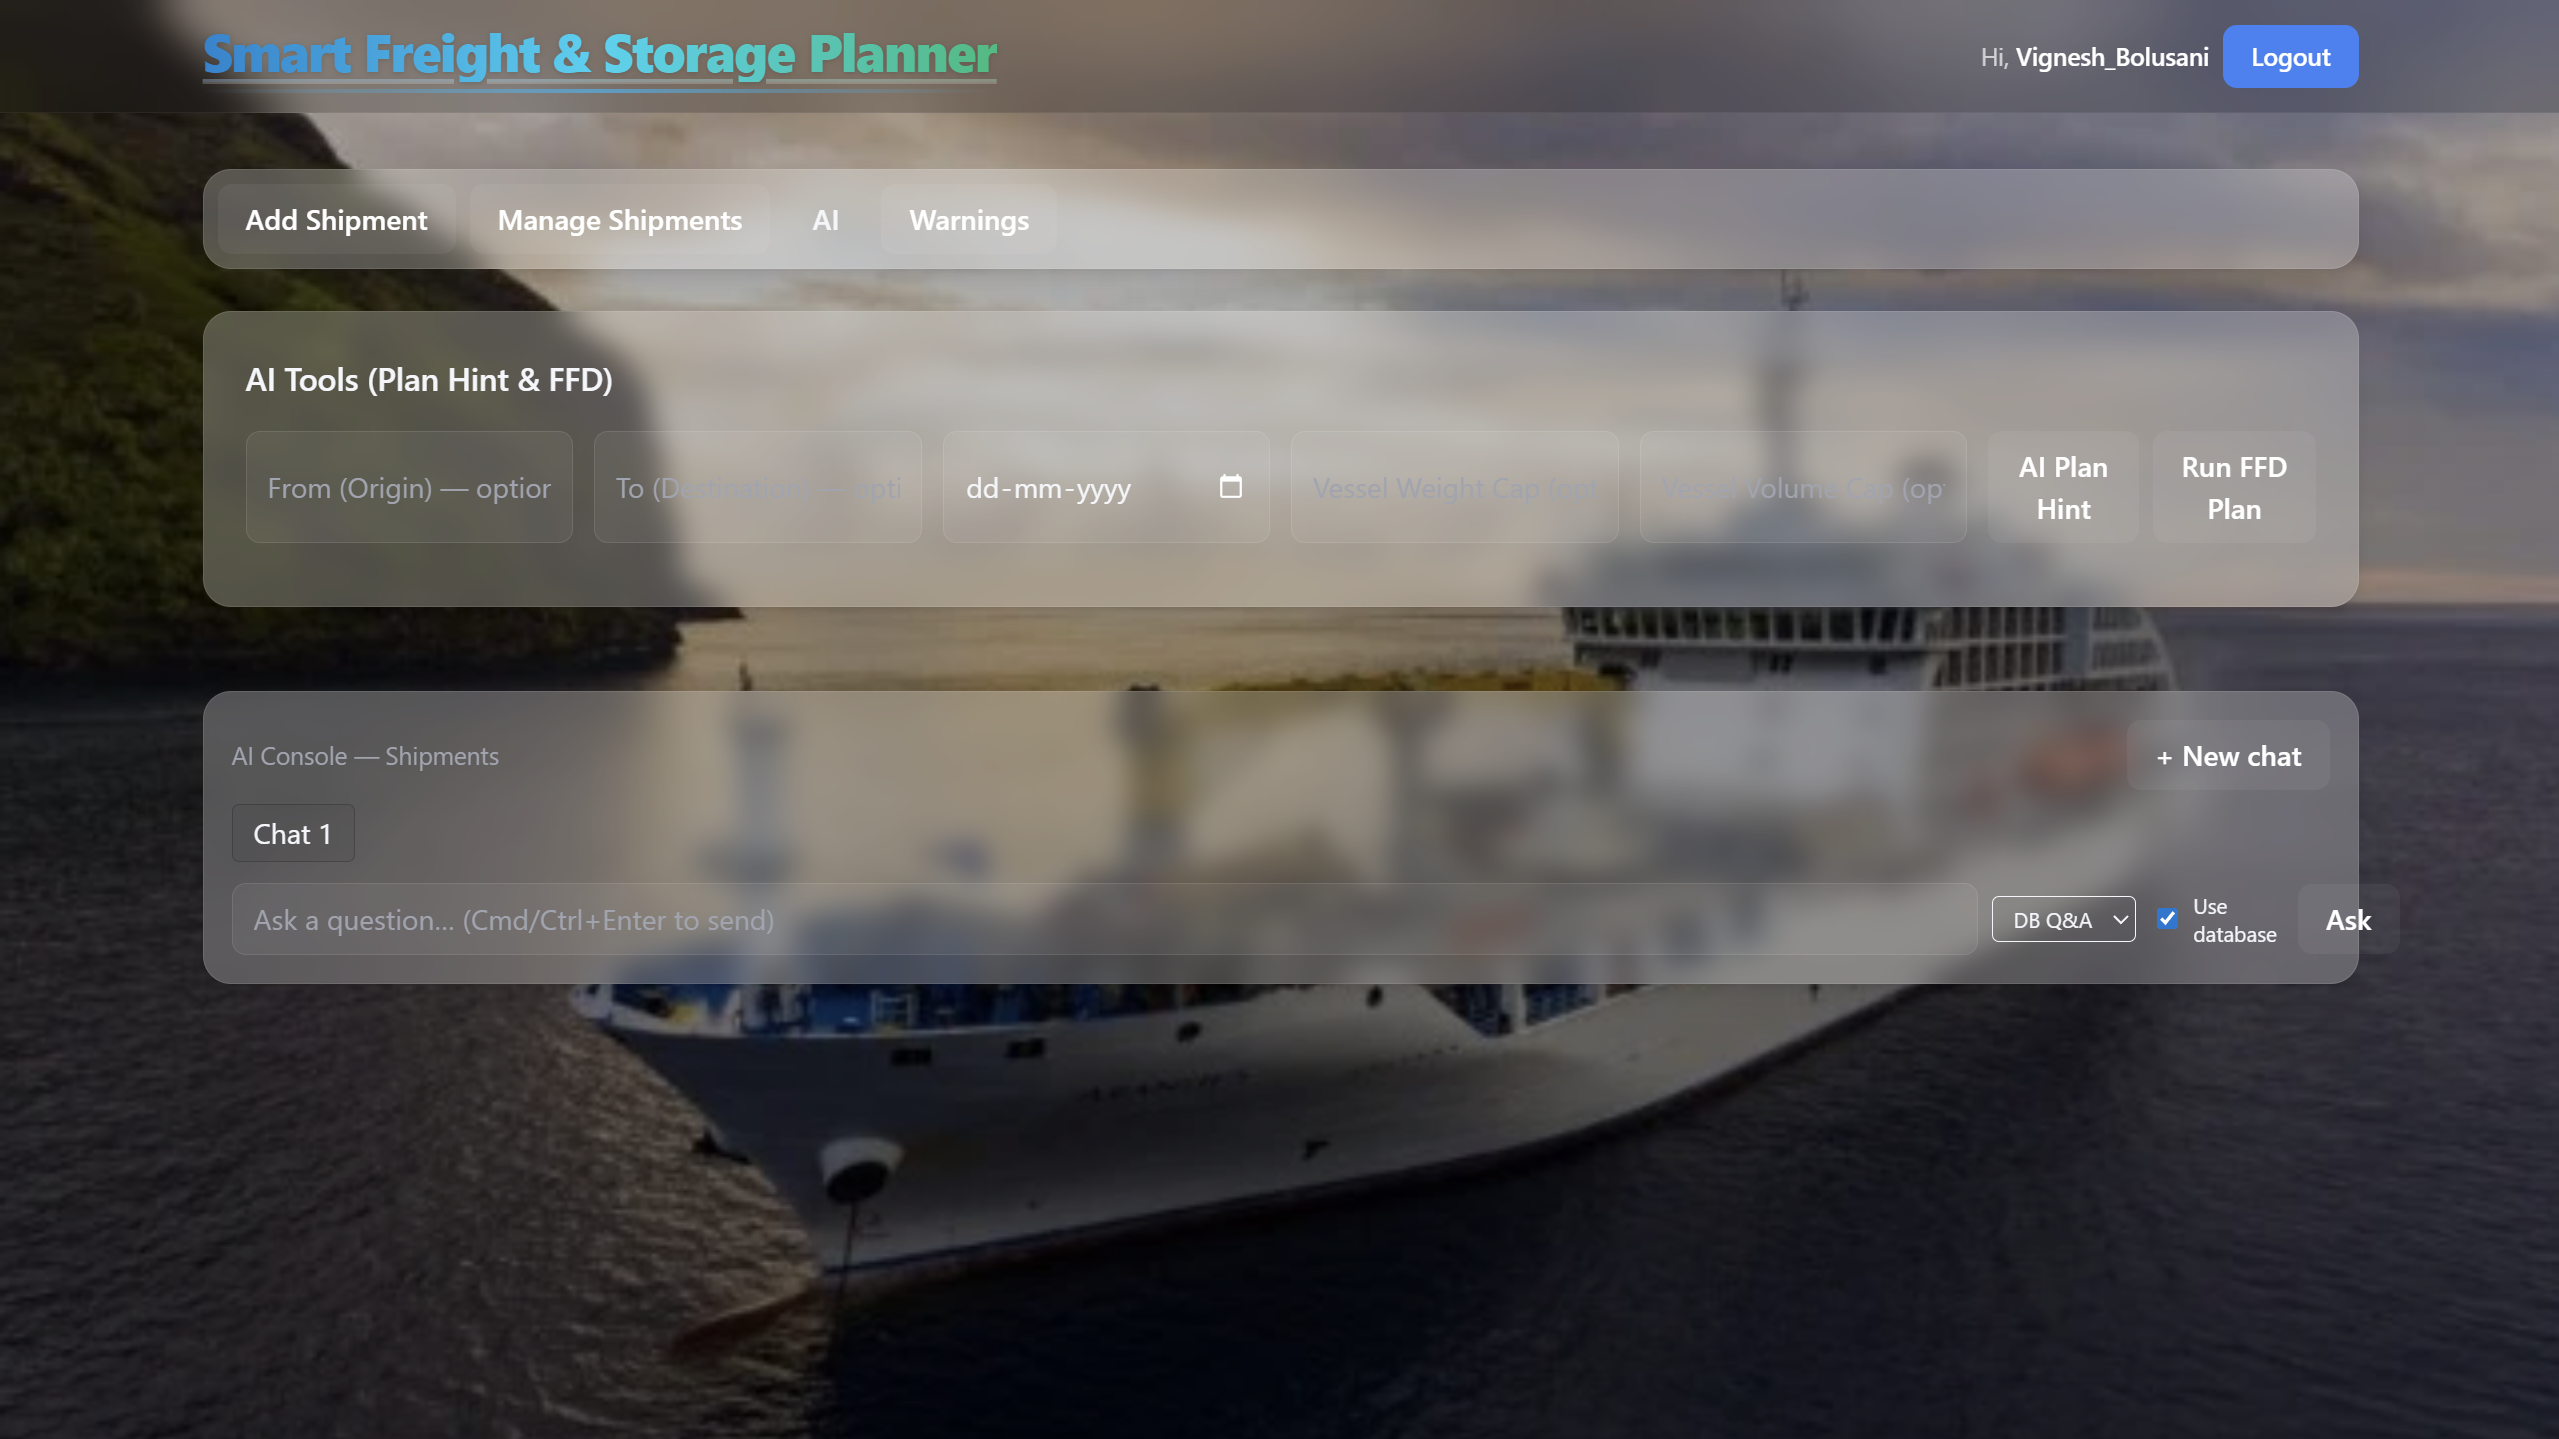 Smart Freight & Storage Planner
Hi, Vignesh_Bolusani
Logout
Add Shipment
Manage Shipments
AI
Warnings
AI Tools (Plan Hint & FFD)
From (Origin) — option
To (Destination) — opti
dd-mm-yyyy
Vessel Weight Cap (opt
Vessel Volume Cap (op
AI Plan
Hint
Run FFD
Plan
AI Console — Shipments
+ New chat
Chat 1
Ask a question... (Cmd/Ctrl+Enter to send)
DB Q&A
Use
database
Ask